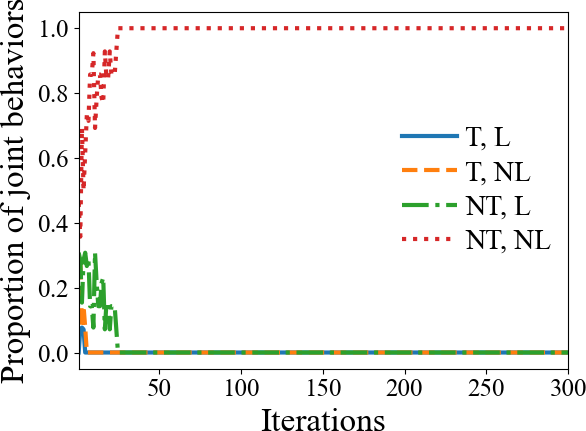 Proportion of joint behaviors
1.0
0.8
0.6
0.4
0.2
0.0
T, L
T, NL
NT, L
NT, NL
50 100 150 200 250 300
Iterations